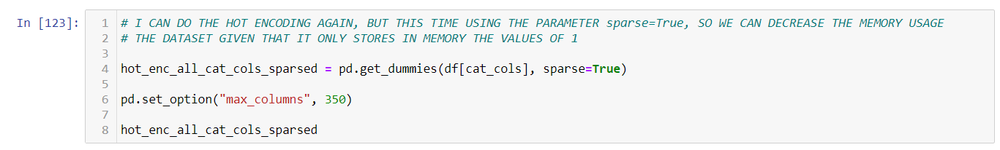 In [123]:
1 # I CAN DO THE HOT ENCODING AGAIN, BUT THIS TIME USING THE PARAMETER sparse=True, SO WE CAN DECREASE THE MEMORY USAGE
2 # THE DATASET GIVEN THAT IT ONLY STORES IN MEMORY THE VALUES OF 1
3
4 hot_enc_all_cat_cols_sparsed = pd.get_dummies(df[cat_cols], sparse=True)
5
6 pd.set_option("max_columns", 350)
7
8 hot_enc_all_cat_cols_sparsed